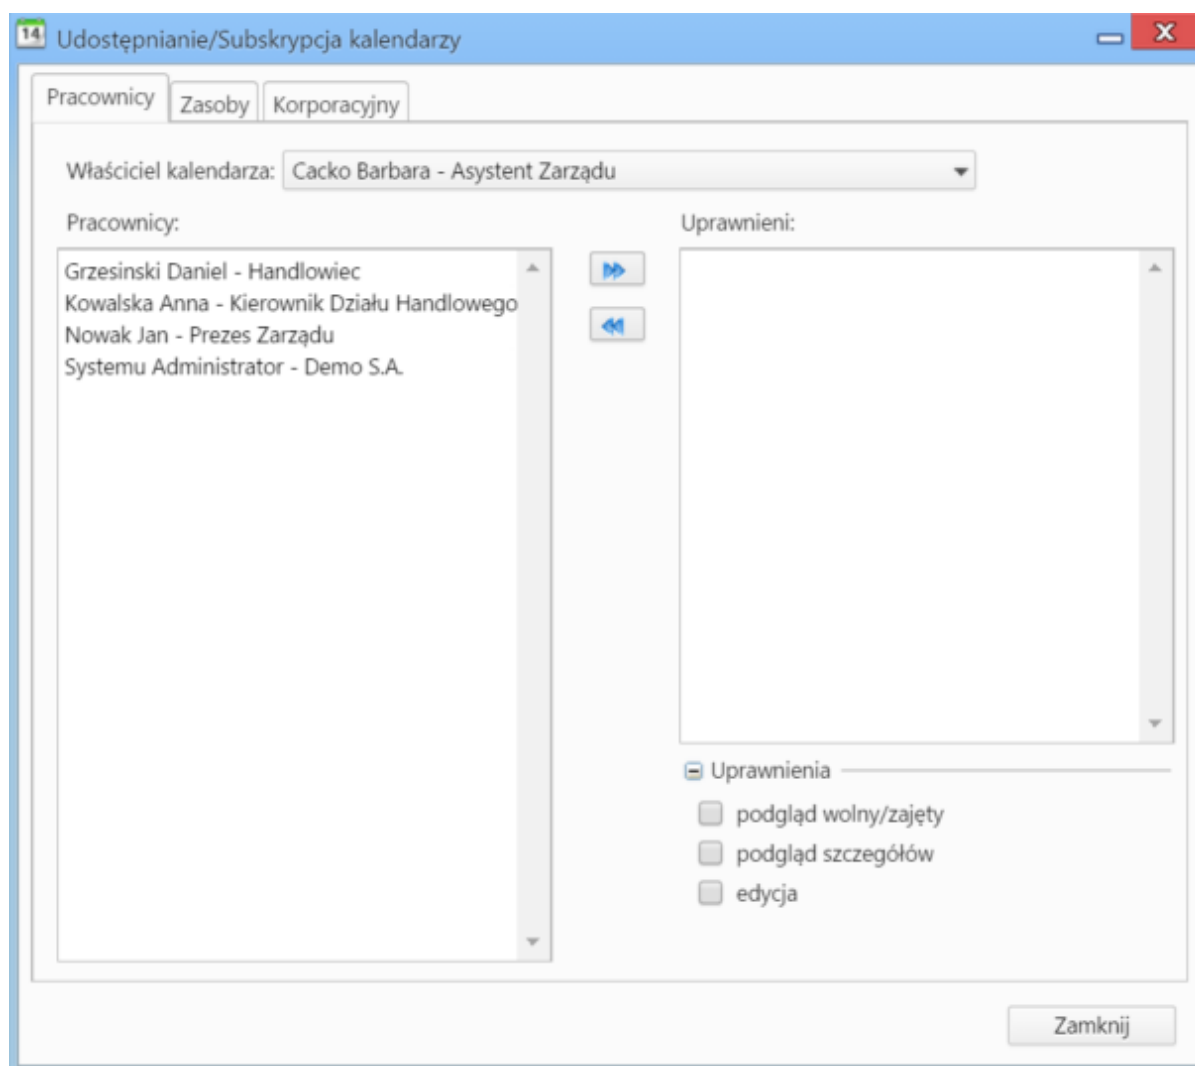 14 Udostępnianie/Subskrypcja kalendarzy
X
Pracownicy Zasoby Korporacyjny
Właściciel kalendarza: Cacko Barbara - Asystent Zarządu
Pracownicy:
Grzesinski Daniel - Handlowiec
Kowalska Anna - Kierownik Działu Handlowego
Nowak Jan - Prezes Zarządu
Systemu Administrator - Demo S.A.
Uprawnieni:
Uprawnienia
podgląd wolny/zajęty
podgląd szczegółów
edycja
Zamknij